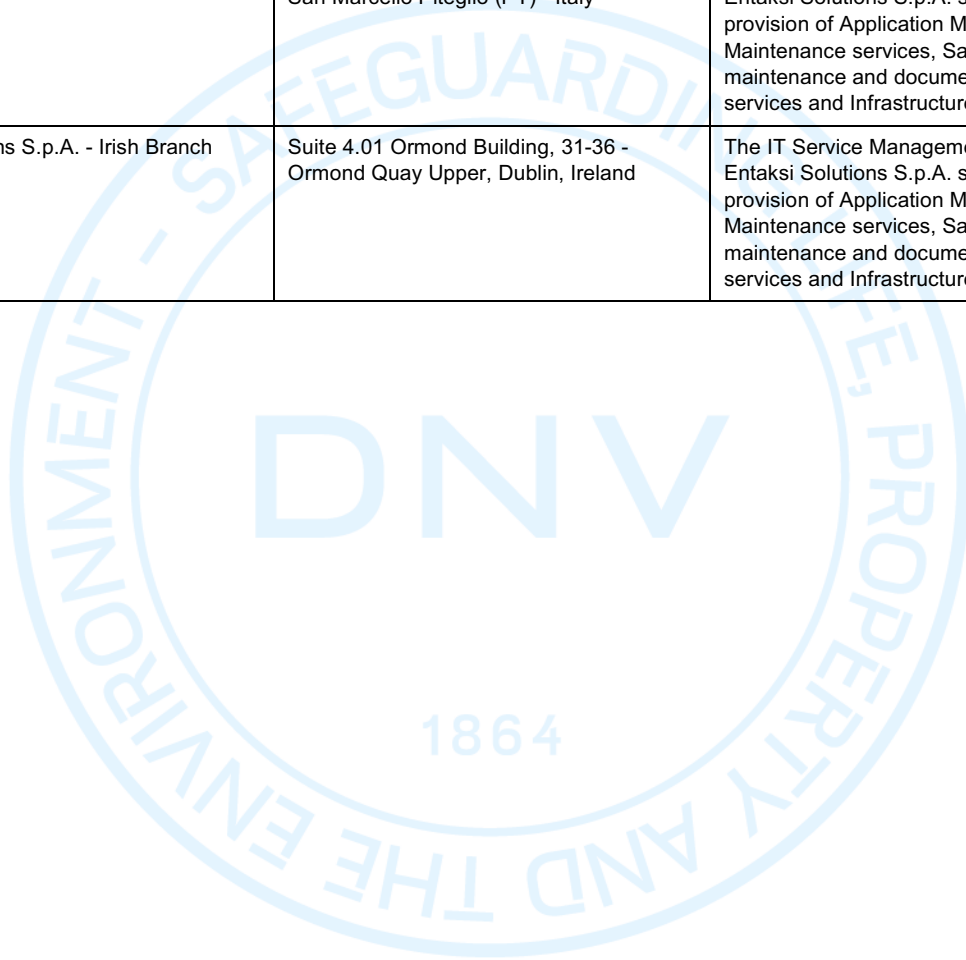 San Marcello Piteglio (PT) - Italy
Entaksi Solutions S.p.A. s
provision of Application M
Maintenance services, Sa
maintenance and docume
services and Infrastructure
ns S.p.A. - Irish Branch
Suite 4.01 Ormond Building, 31-36 -
Ormond Quay Upper, Dublin, Ireland
The IT Service Manageme
Entaksi Solutions S.p.A. s
provision of Application M
Maintenance services, Sa
maintenance and docume
services and Infrastructure
SAFEGUARDING LIFE, PROPERTY AND THE ENVIRONMENT -
DNV
1864